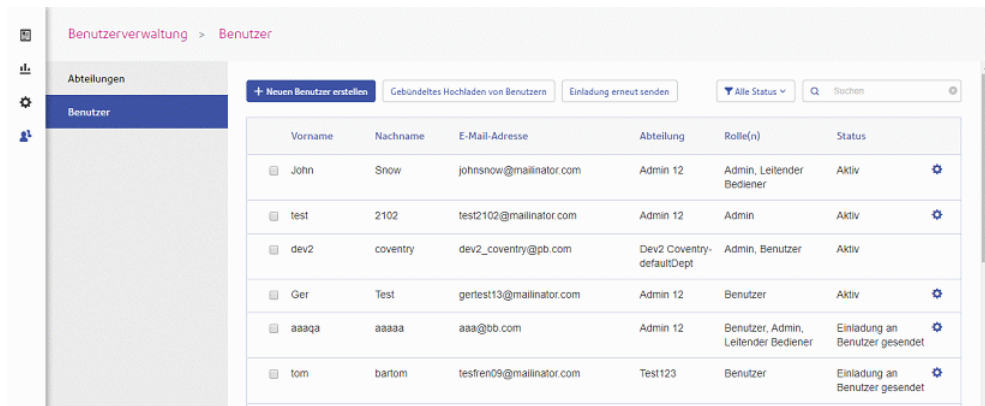 Benutzerverwaltung > Benutzer
Abteilungen
Benutzer
+ Neuen Benutzer erstellen Gebündeltes Hochladen von Benutzern Einladung erneut senden Alle Status Suchen
Vorname Nachname E-Mail-Adresse Abteilung Rolle(n) Status
John Snow johnsnow@mailinator.com Admin 12 Admin, Leitender Aktiv
Bediener
test 2102 test2102@mailinator.com Admin 12 Admin Aktiv
dev2 coventry dev2_coventry@pb.com Dev2 Coventry- Admin, Benutzer Aktiv
defaultDept
Ger Test gertest13@mailinator.com Admin 12 Benutzer Aktiv
aaaqa aaaaa aaa@bb.com Admin 12 Benutzer, Admin, Einladung an
Leitender Bediener Benutzer gesendet
tom bartom tesfren09@mailinator.com Test123 Benutzer Einladung an
Benutzer gesendet